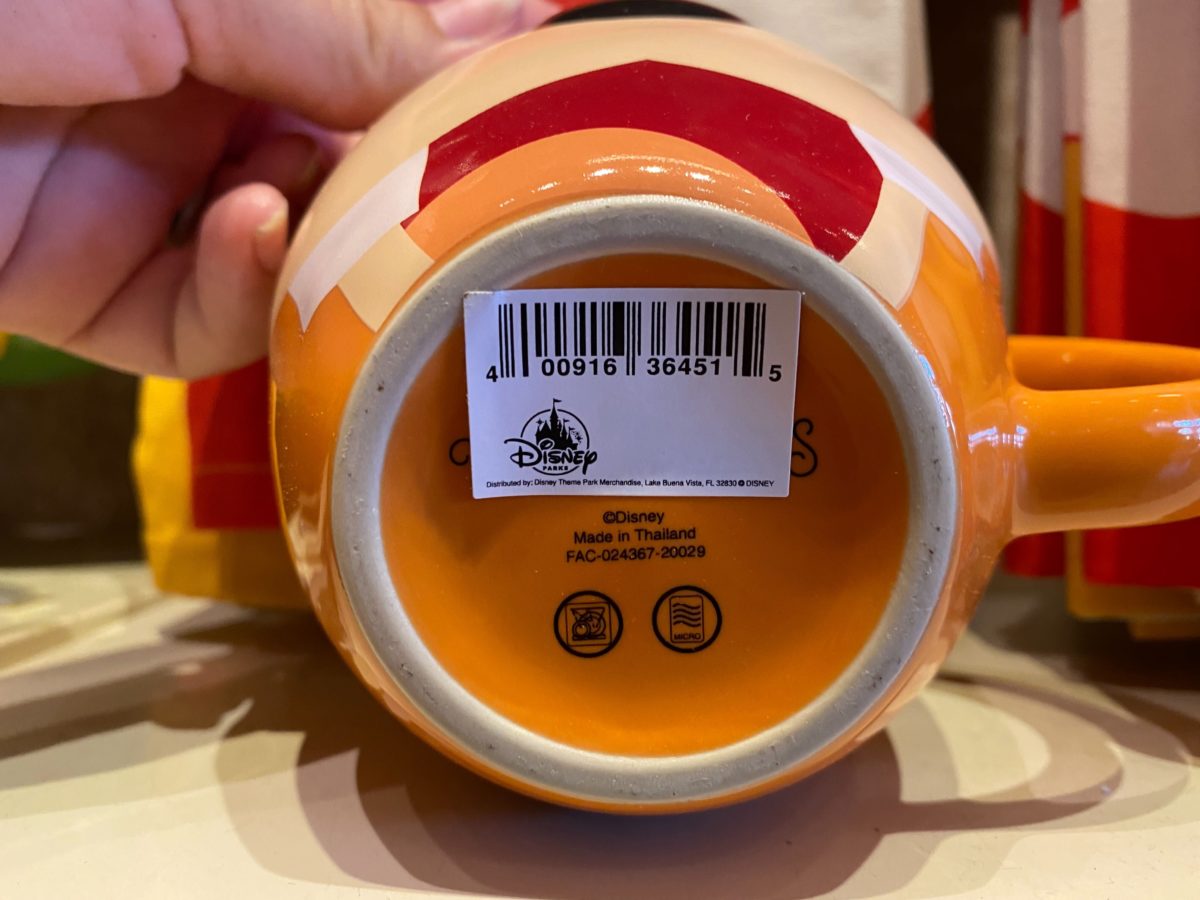 4 00916 36451 5
Disney
PARKS
Distributed by: Disney Theme Park Merchandise, Lake Buena Vista, FL 32830 © DISNEY
©Disney
Made in Thailand
FAC-024367-20029
MICRO